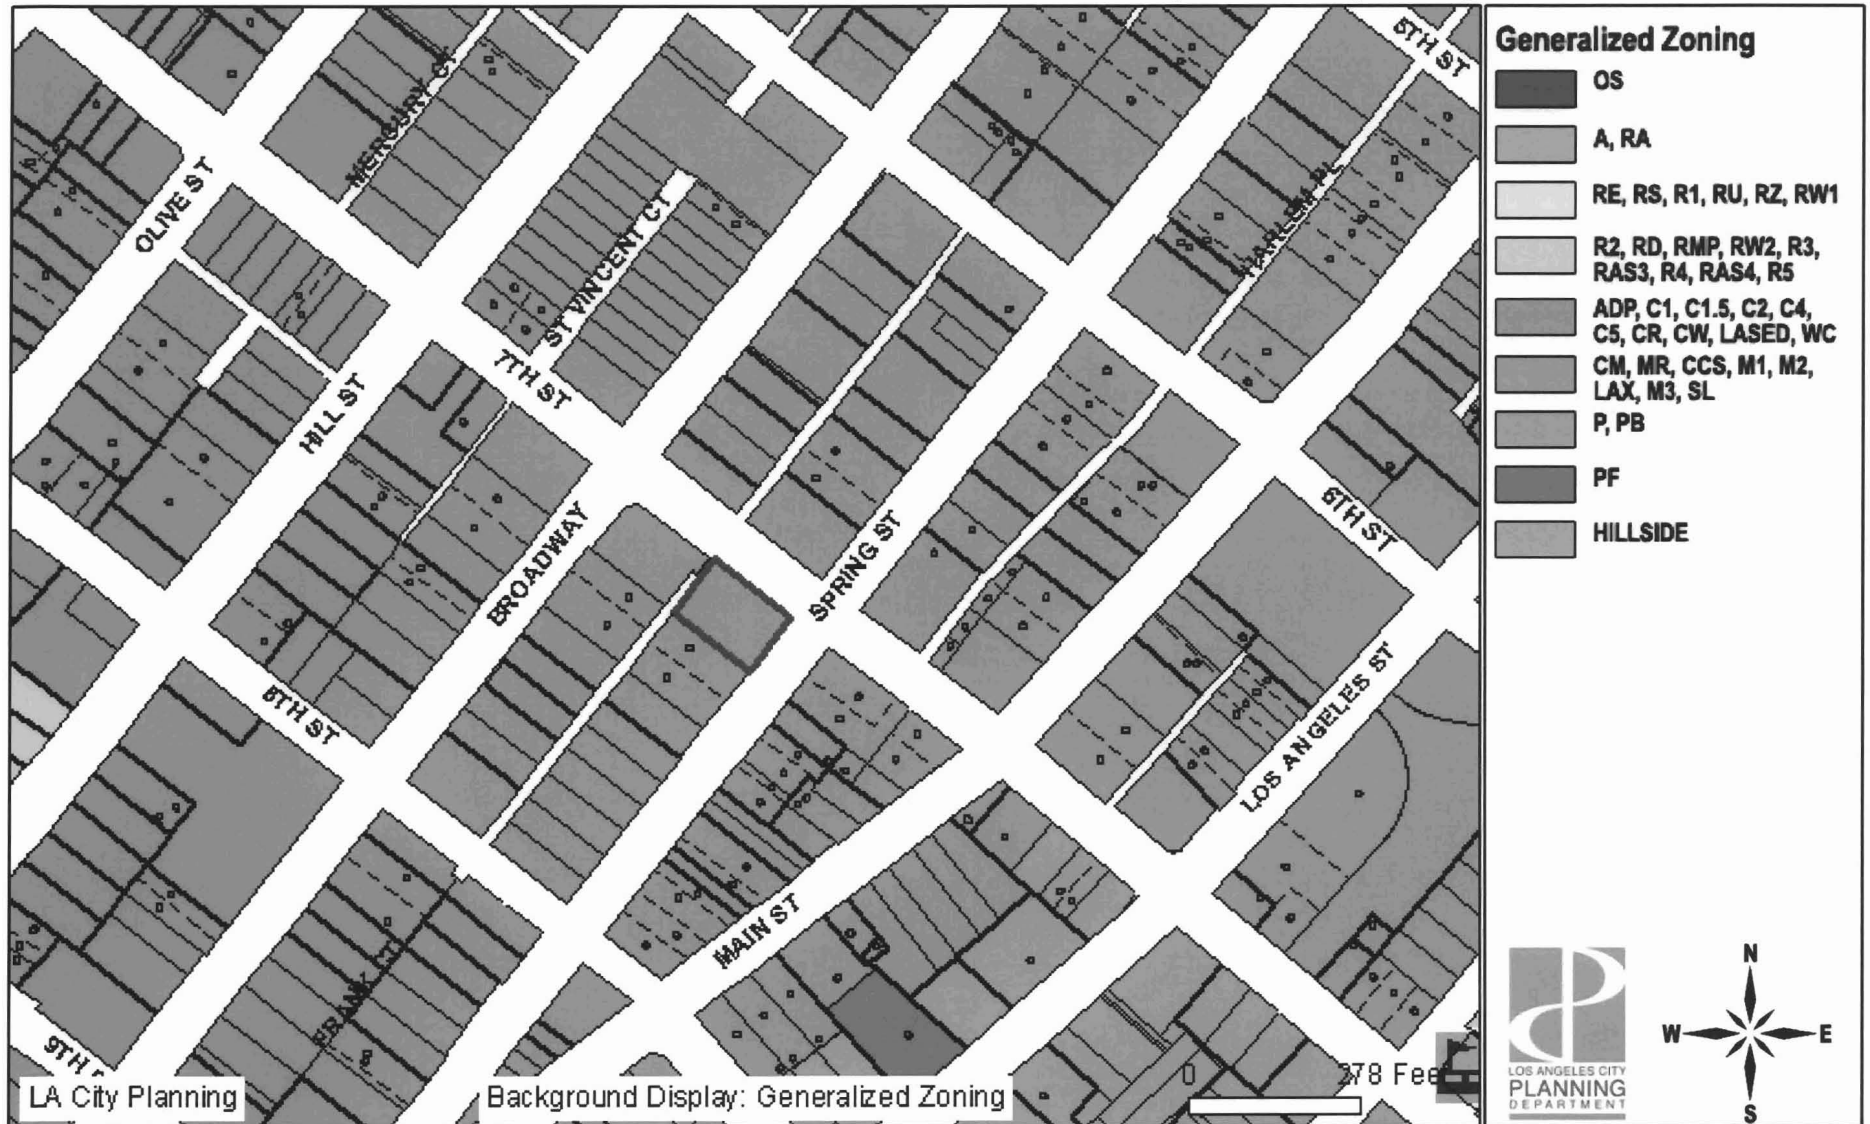 5TH ST
MERCURY CT
OLIVE ST
HARLEM PL
ST VINCENT CT
7TH ST
HILL ST
6TH ST
BROADWAY
SPRING ST
8TH ST
LOS ANGELES ST
MAIN ST
FRANK CT
9TH
LA City Planning
Background Display: Generalized Zoning
0
278 Fee
Generalized Zoning
OS
A, RA
RE, RS, R1, RU, RZ, RW1
R2, RD, RMP, RW2, R3,
RAS3, R4, RAS4, R5
ADP, C1, C1.5, C2, C4,
C5, CR, CW, LASED, WC
CM, MR, CCS, M1, M2,
LAX, M3, SL
P, PB
PF
HILLSIDE
LOS ANGELES CITY
PLANNING
DEPARTMENT
N
W
E
S